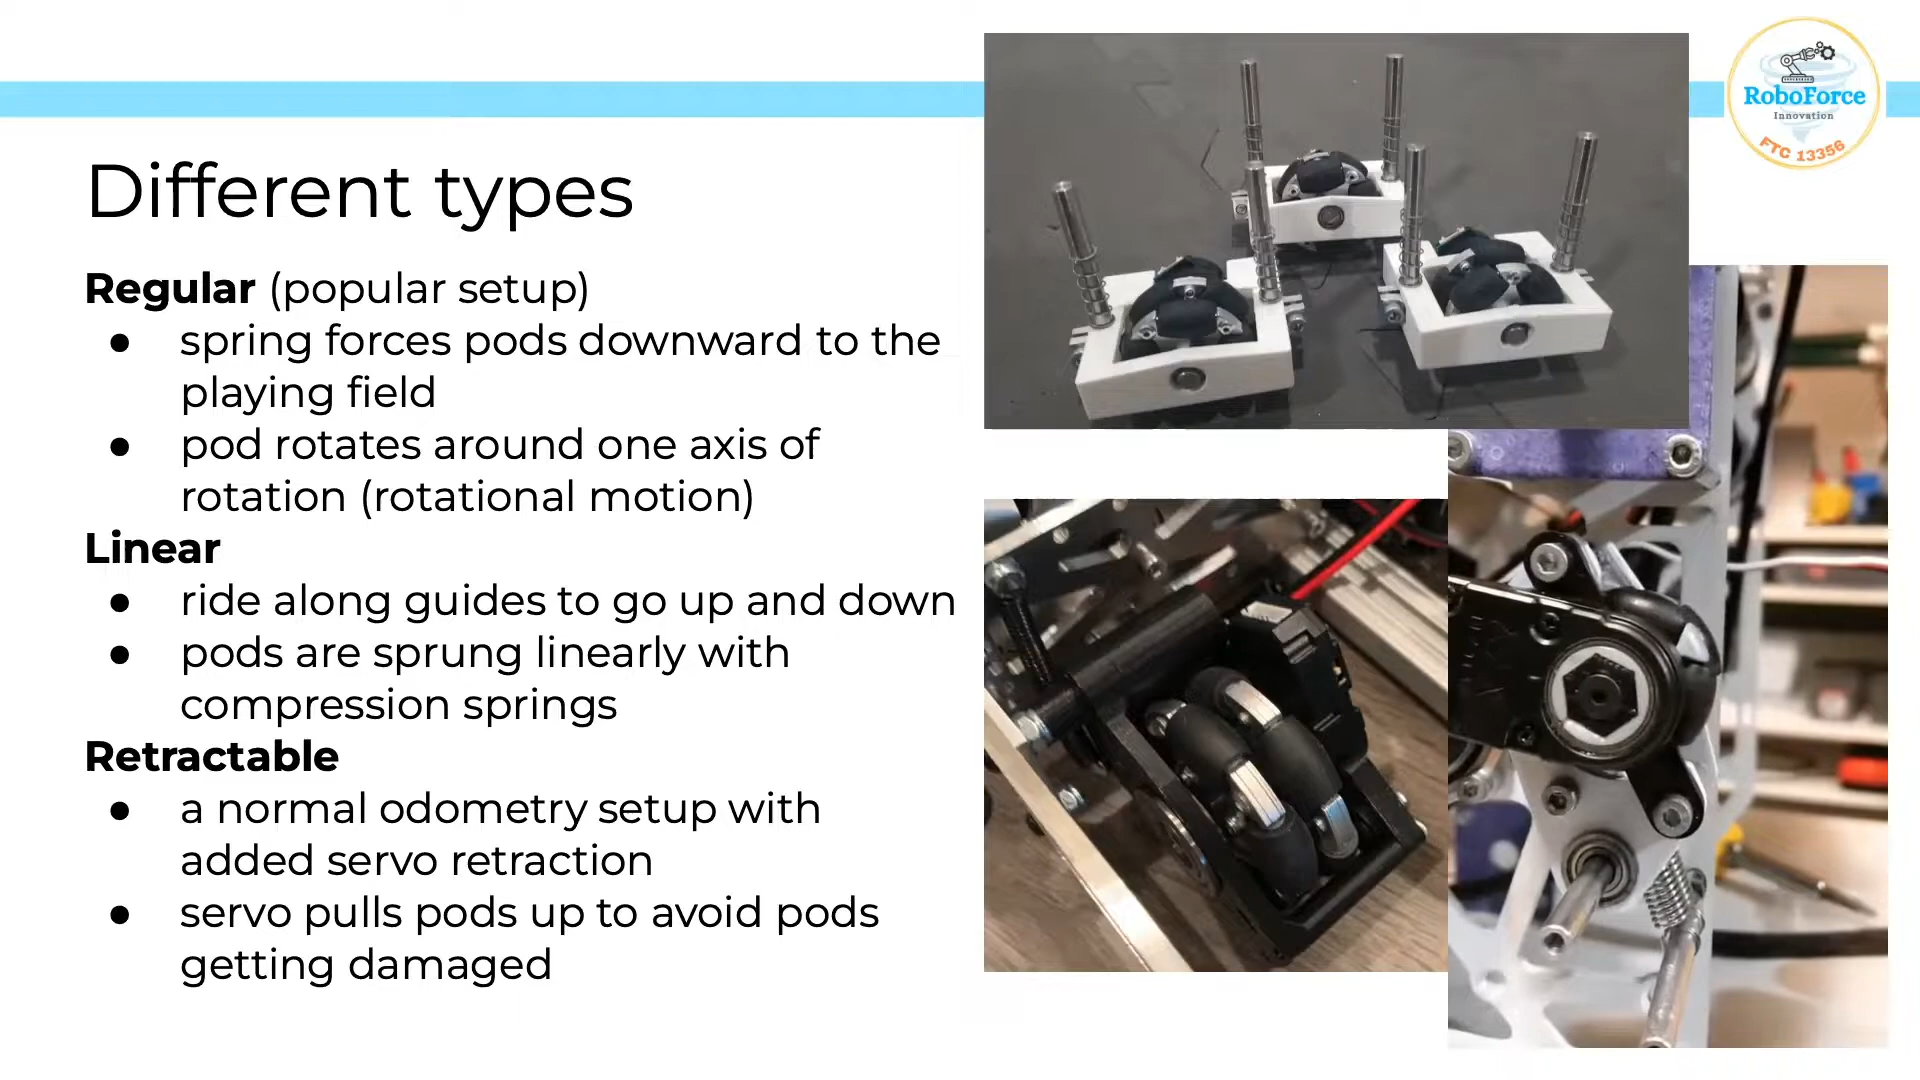 RoboForce
Innovation
FTC 13356
Different types
Regular (popular setup)
● spring forces pods downward to the
playing field
● pod rotates around one axis of
rotation (rotational motion)
Linear
● ride along guides to go up and down
● pods are sprung linearly with
compression springs
Retractable
● a normal odometry setup with
added servo retraction
● servo pulls pods up to avoid pods
getting damaged